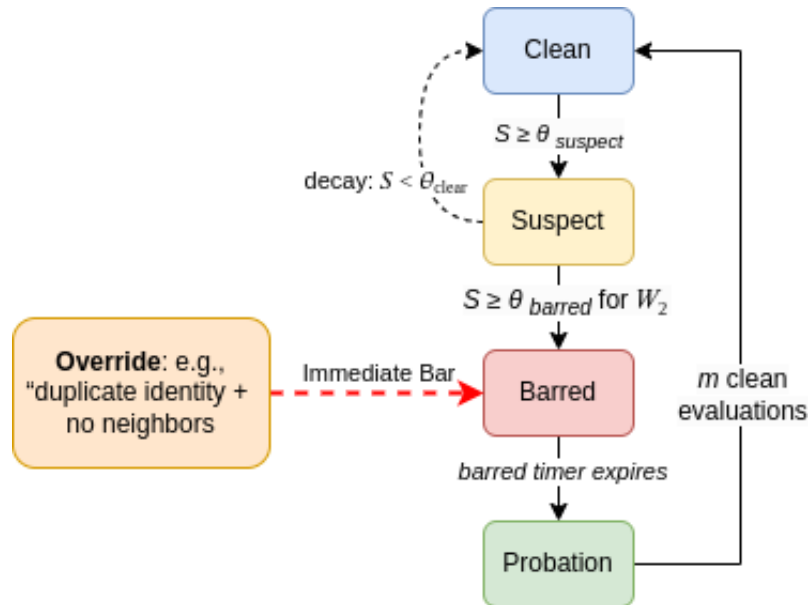 Clean
S ≥ θ suspect
decay: S < θclear
Suspect
S ≥ θ barred for W2
Override: e.g.,
“duplicate identity +
no neighbors
Immediate Bar
Barred
m clean
evaluations
barred timer expires
Probation